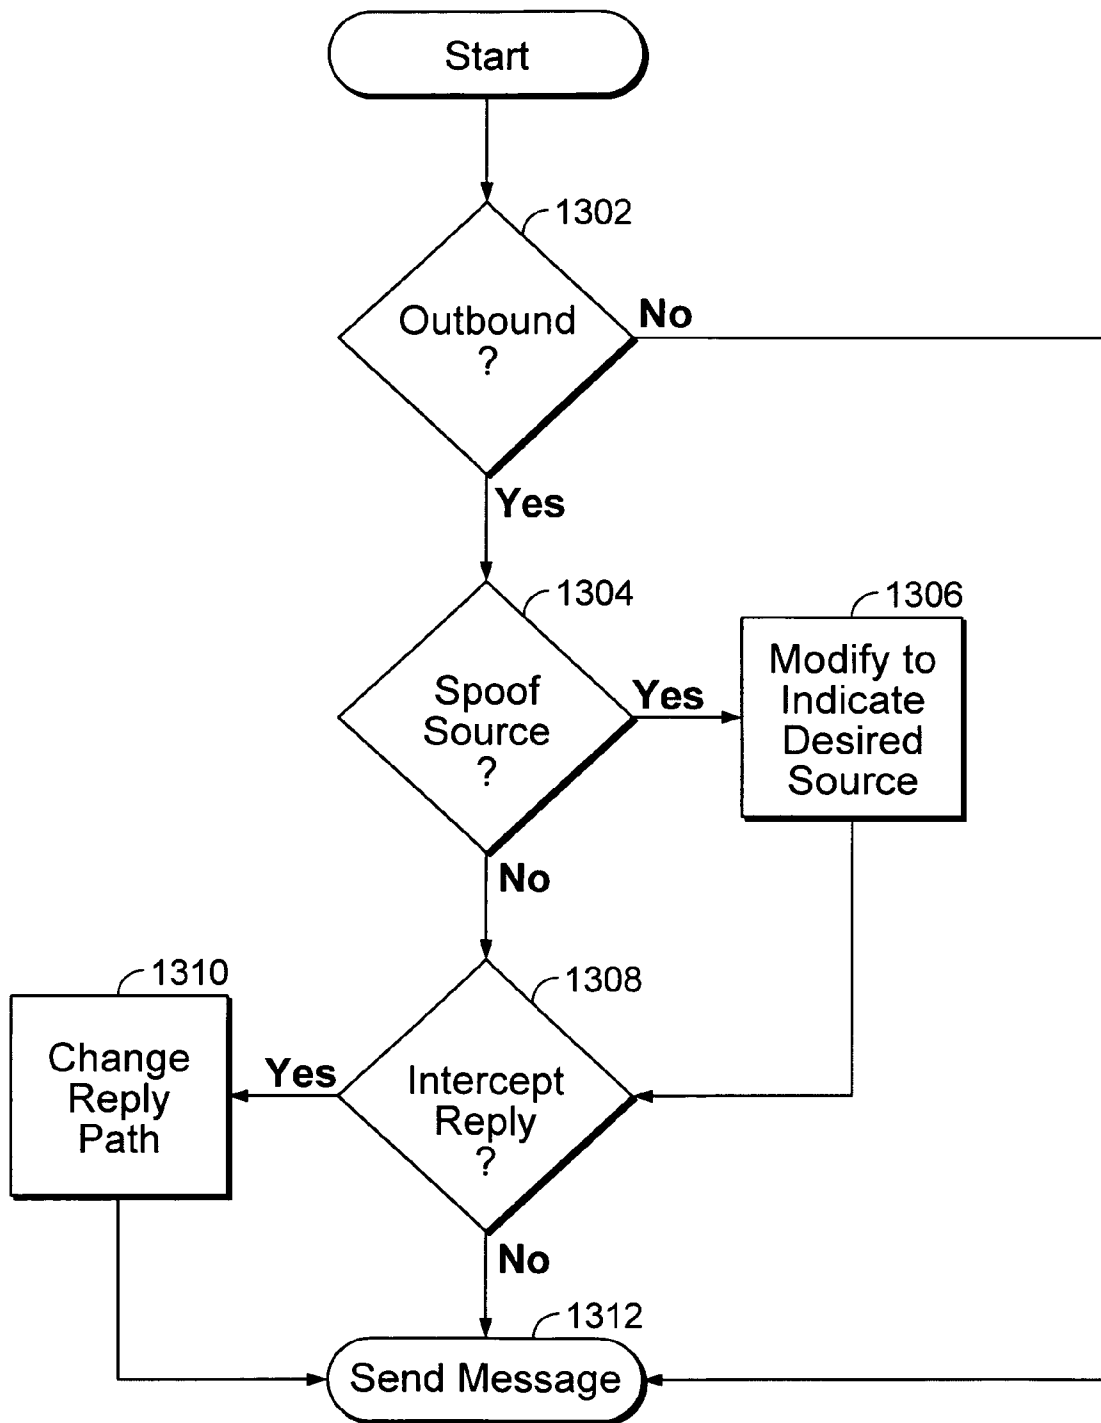 Start
1302
Outbound
?
No
Yes
1304
Spoof
Source
?
Yes
No
1306
Modify to
Indicate
Desired
Source
1308
Intercept
Reply
?
Yes
No
1310
Change
Reply
Path
1312
Send Message